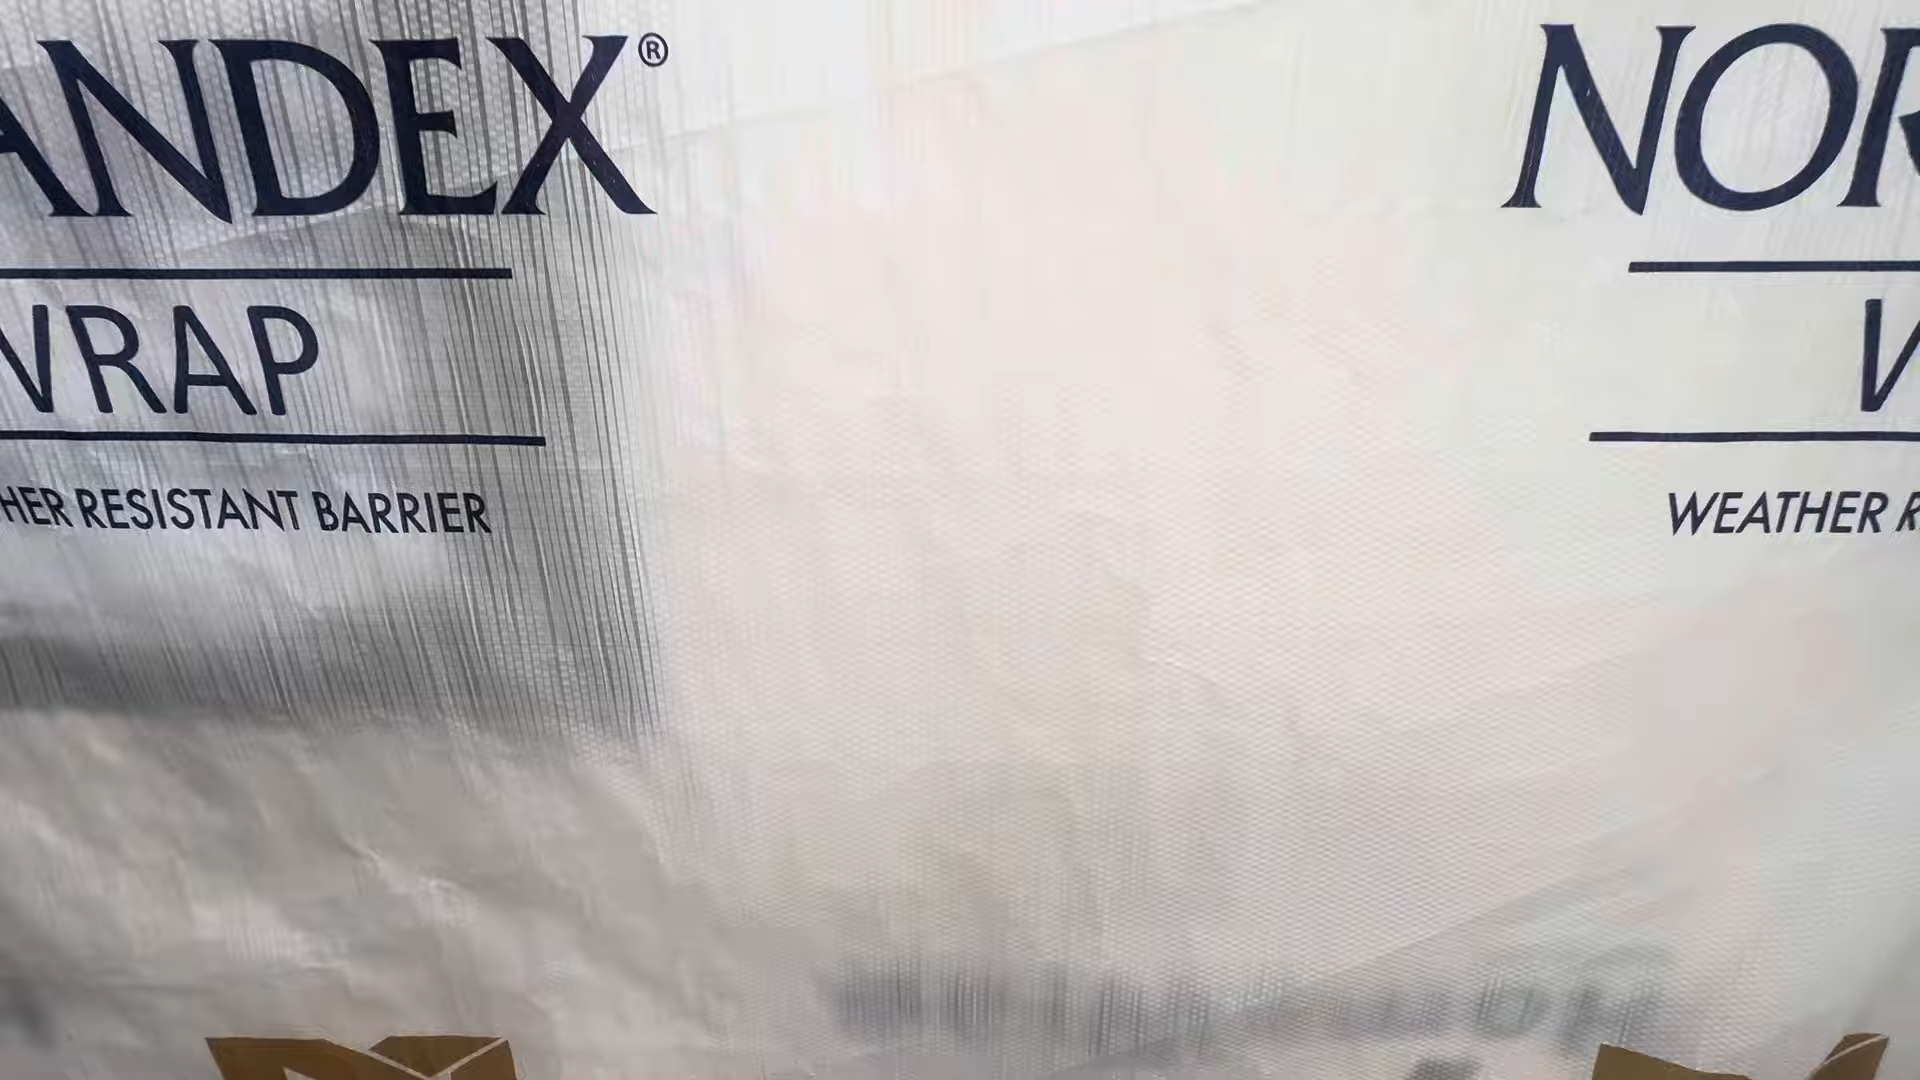 ANDEX®
WRAP
HER RESISTANT BARRIER
NOR
W
WEATHER R